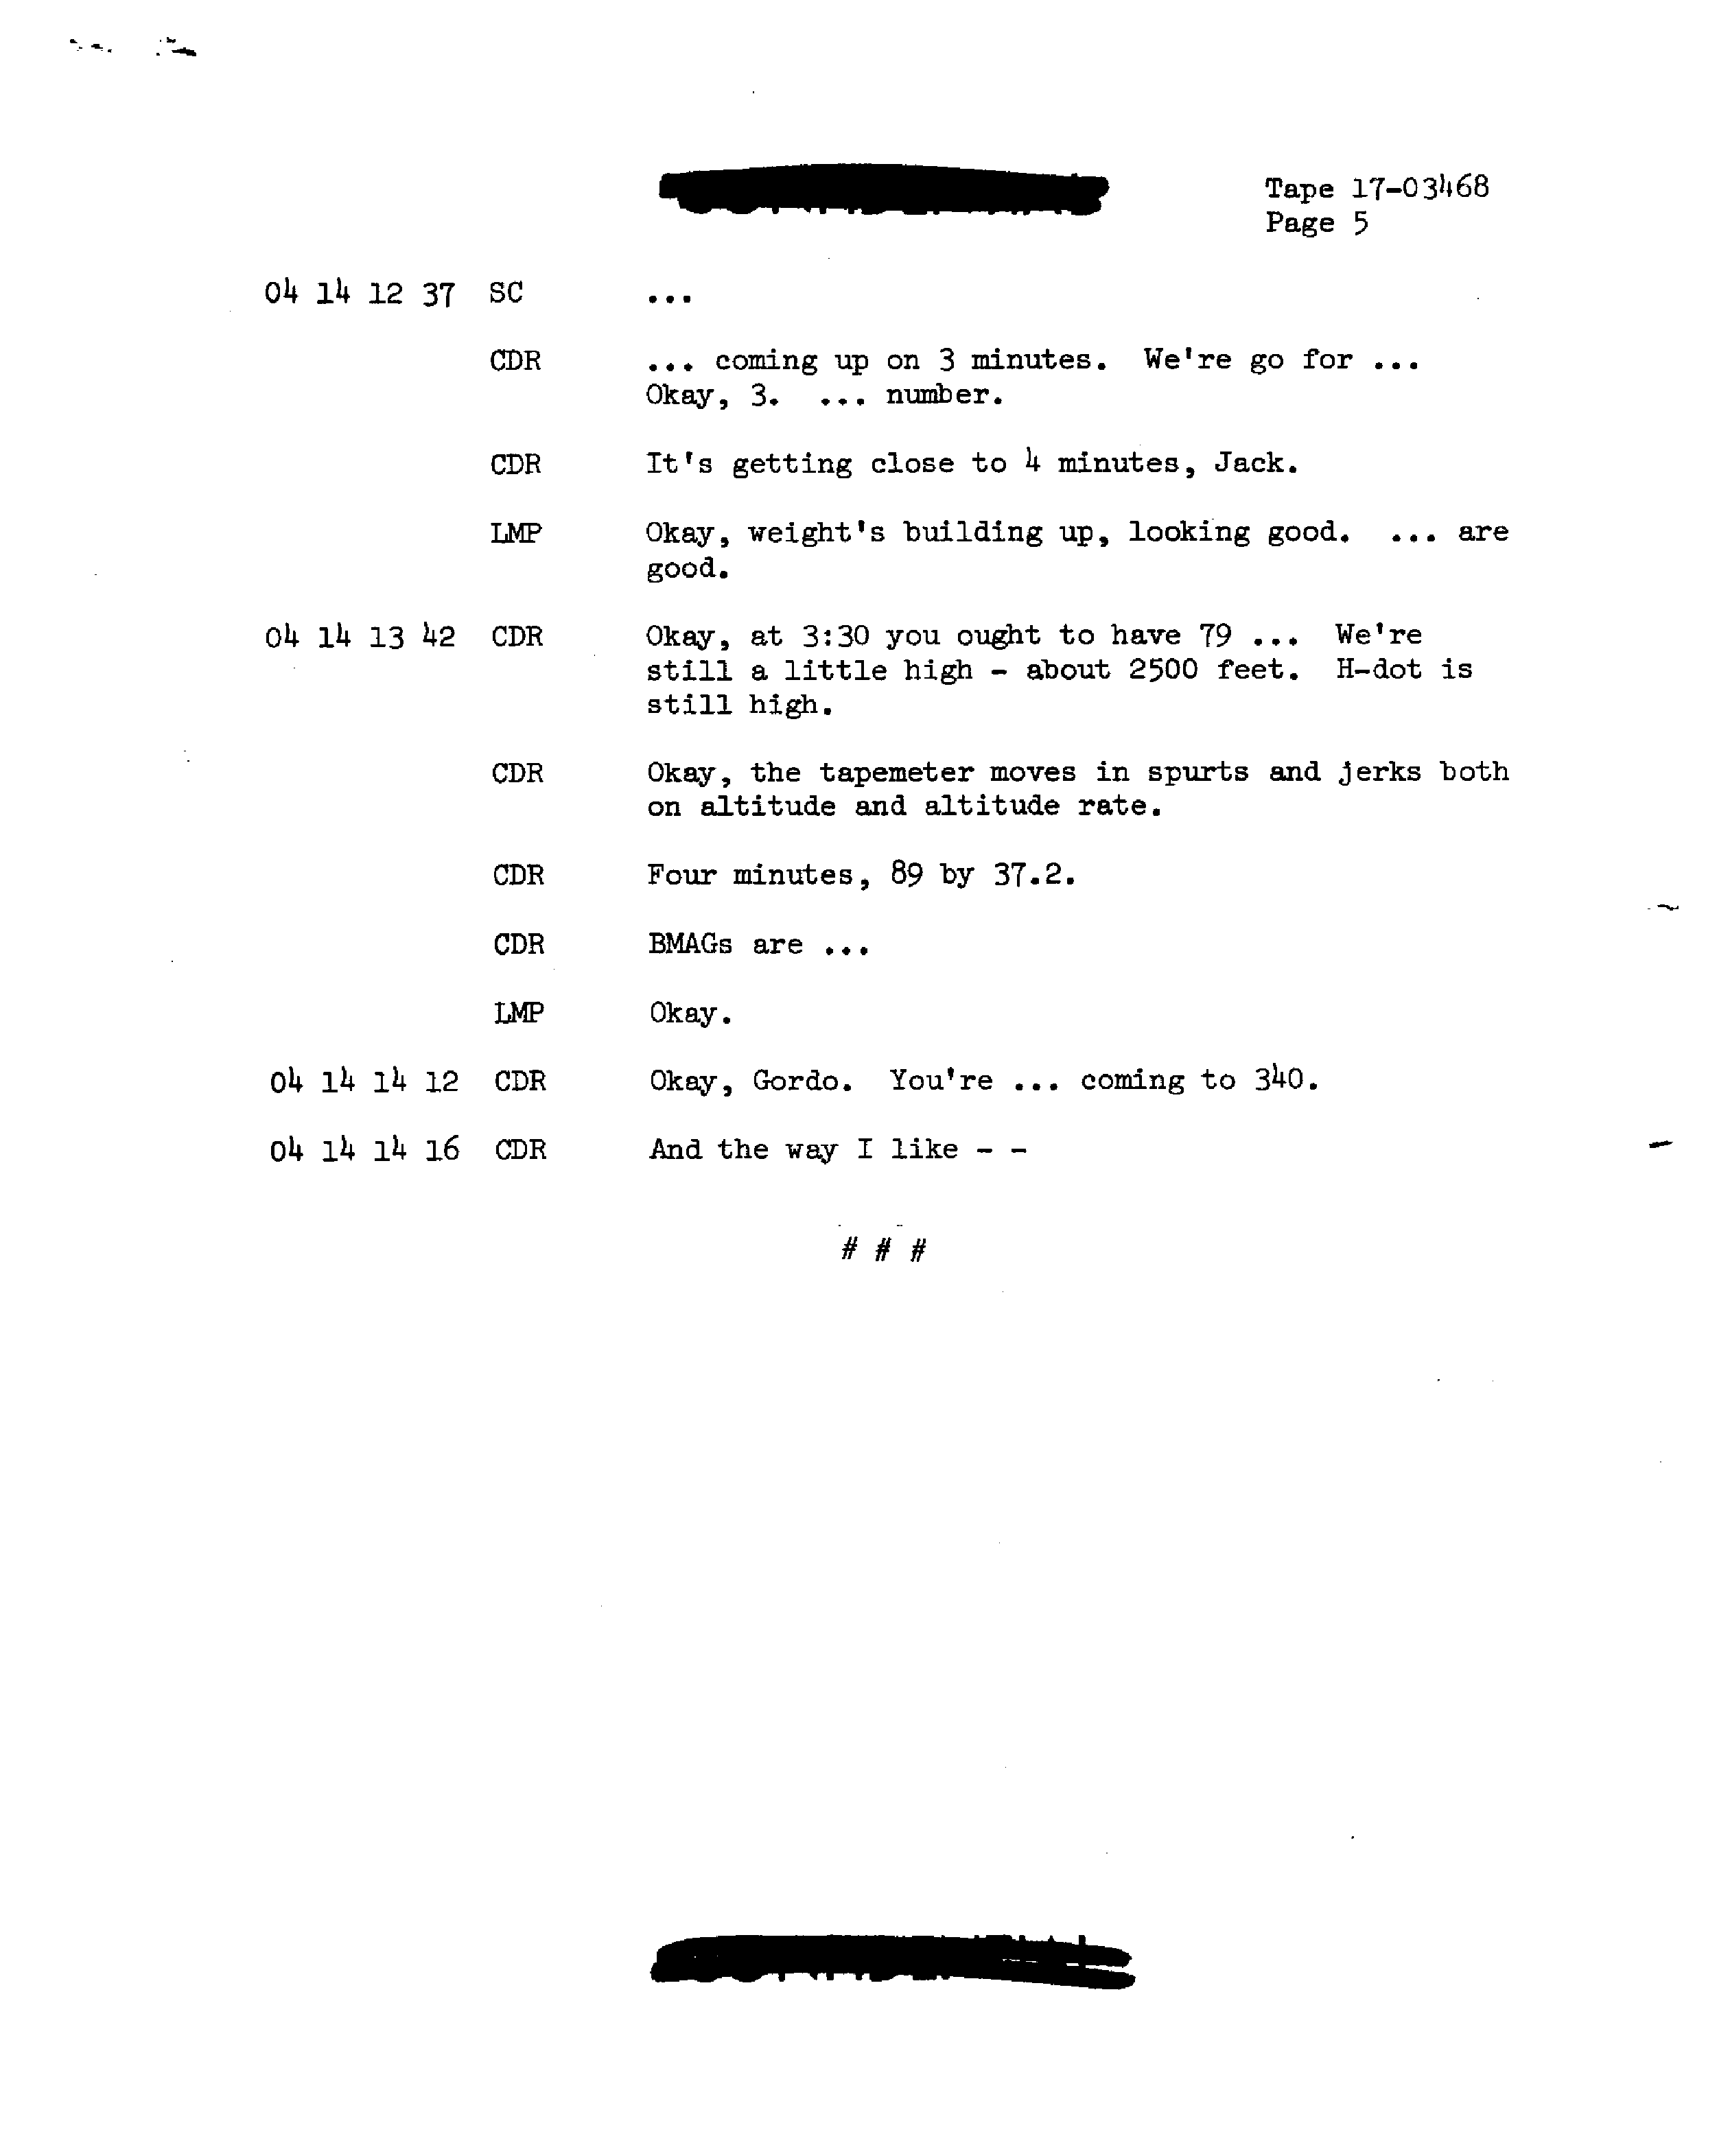 Tape 17-03468
Page 5
04 14 12 37 SC ...
CDR ... coming up on 3 minutes. We're go for ...
Okay, 3. ... number.
CDR It's getting close to 4 minutes, Jack.
LMP Okay, weight's building up, looking good. ... are
good.
04 14 13 42 CDR Okay, at 3:30 you ought to have 79 ... We're
still a little high - about 2500 feet. H-dot is
still high.
CDR Okay, the tapemeter moves in spurts and jerks both
on altitude and altitude rate.
CDR Four minutes, 89 by 37.2.
CDR BMAGs are ...
LMP Okay.
04 14 14 12 CDR Okay, Gordo. You're ... coming to 340.
04 14 14 16 CDR And the way I like - -
# # #